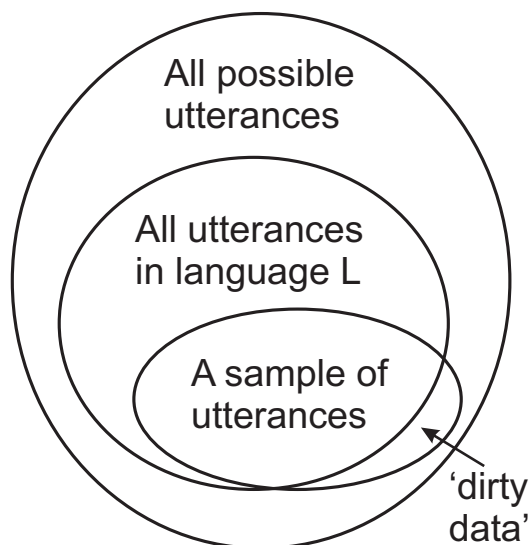 All possible
utterances
All utterances
in language L
A sample of
utterances
‘dirty
data’